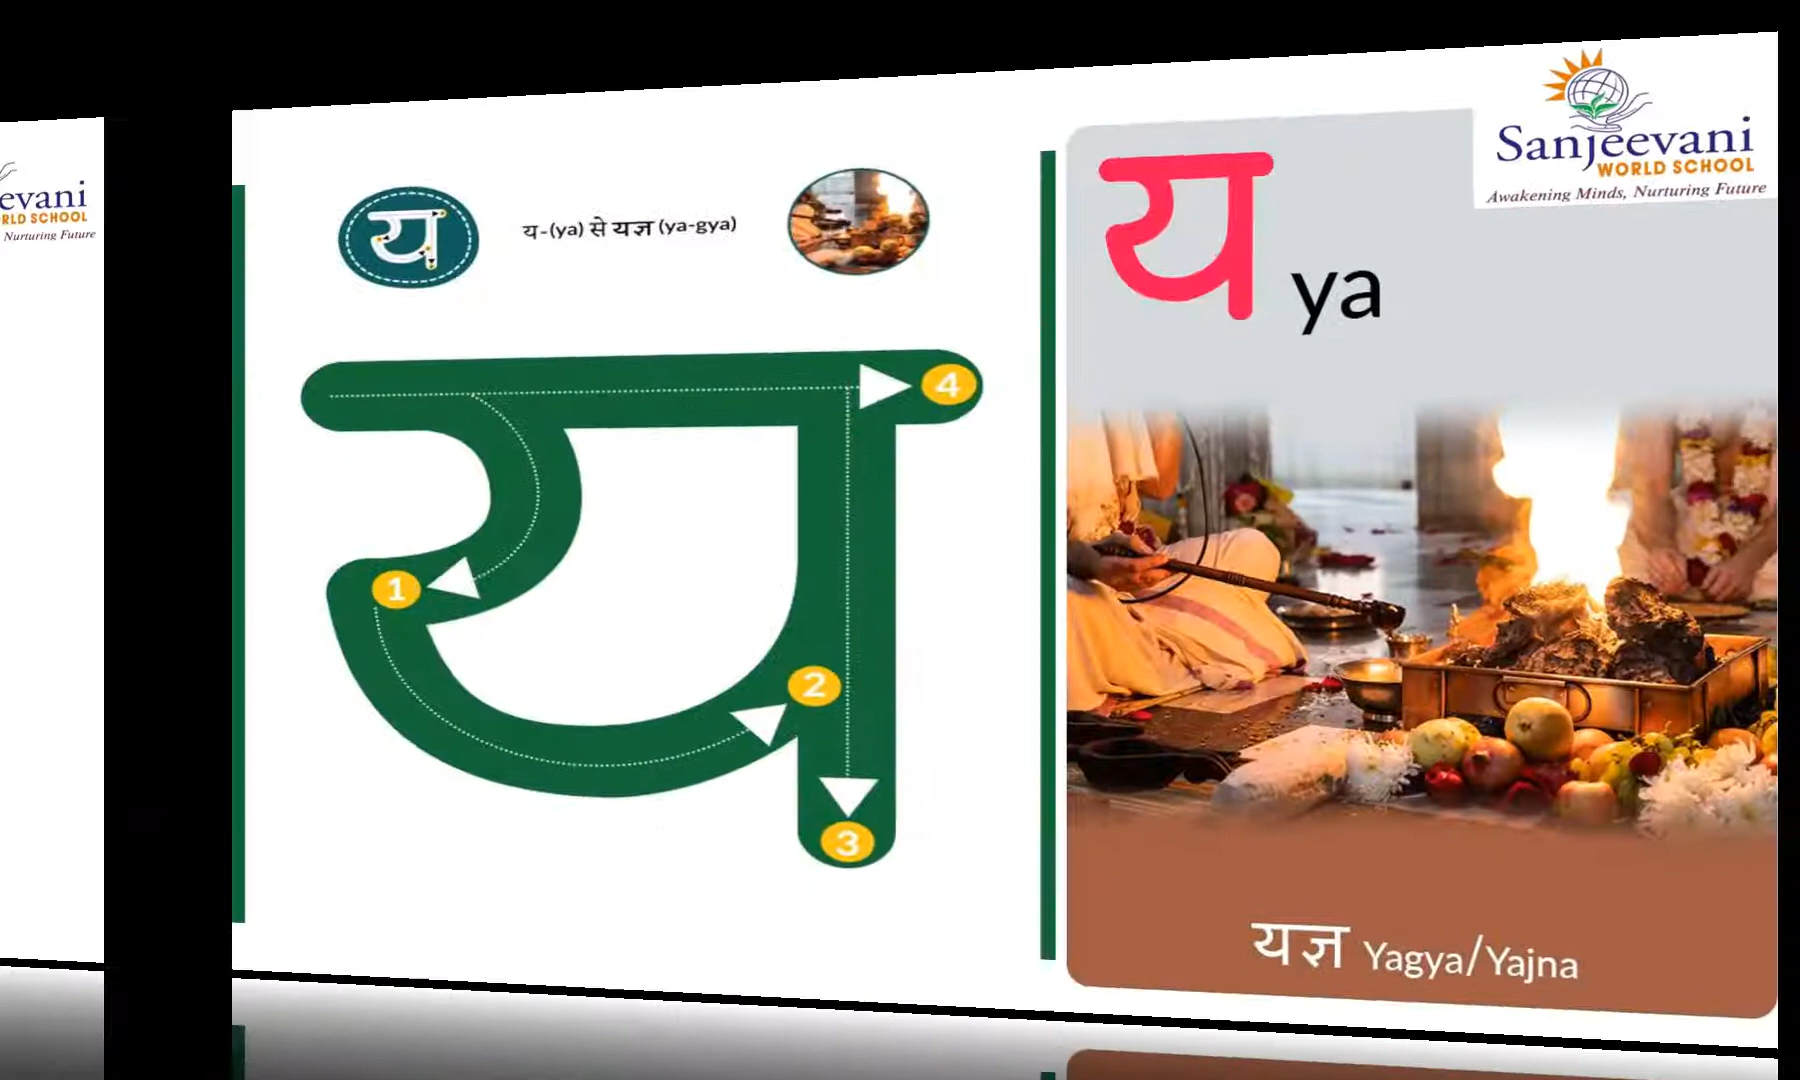 evani
RLD SCHOOL
Nurturing Future
य
य-(ya) से यज्ञ (ya-gya)
4
1
2
3
य ya
Sanjeevani
WORLD SCHOOL
Awakening Minds, Nurturing Future
यज्ञ Yagya/Yajna